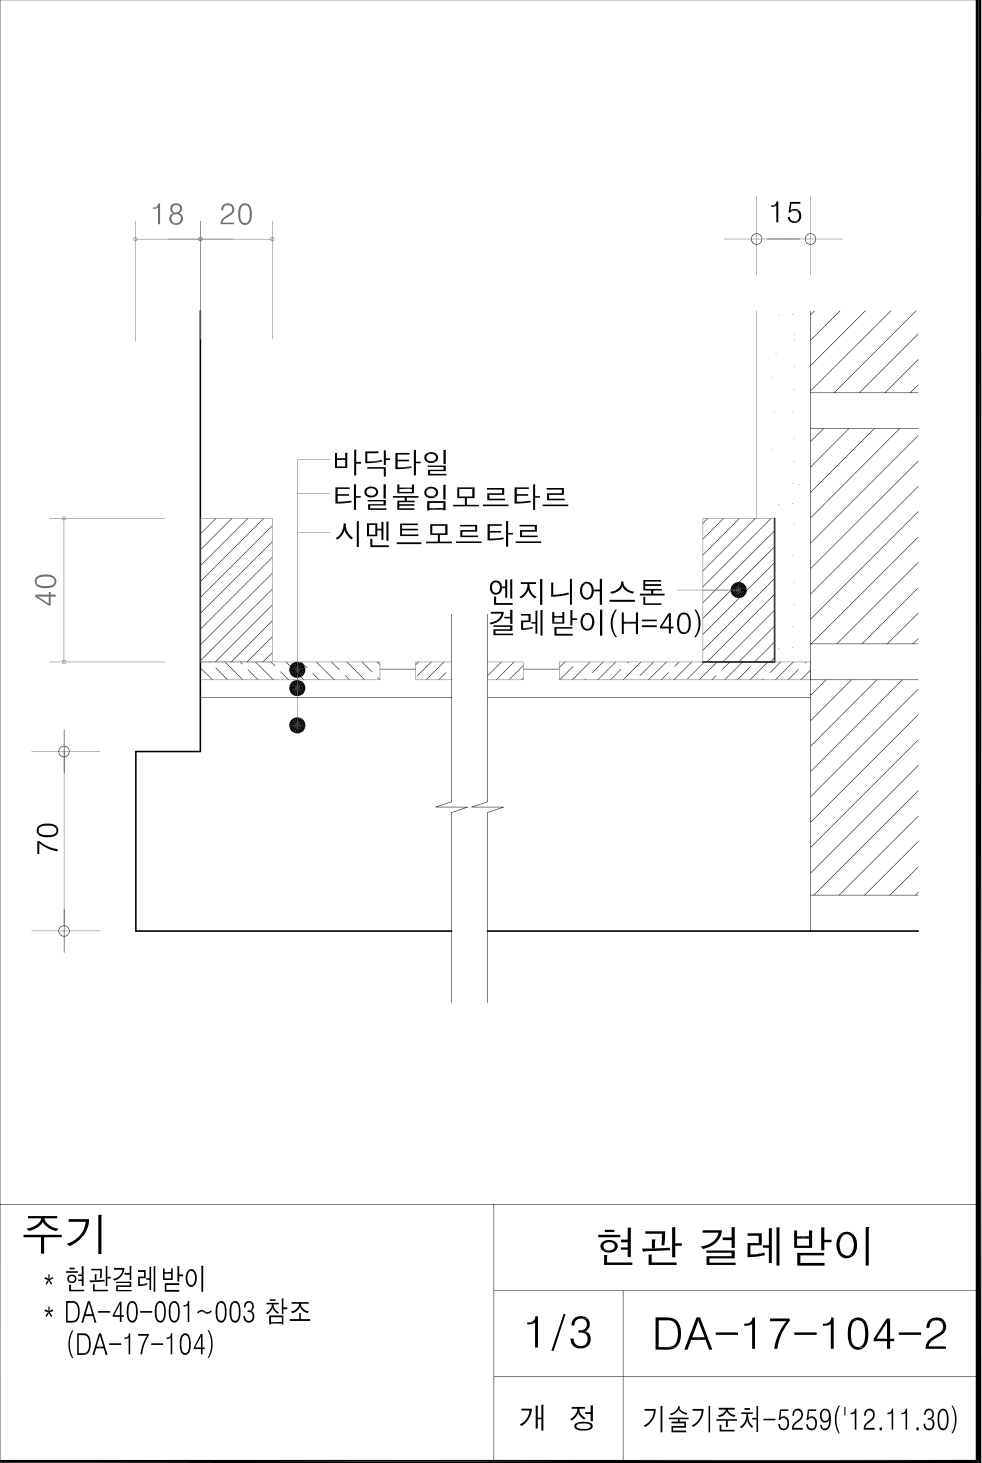 18 20
15
바닥타일
타일붙임모르타르
시멘트모르타르
40
엔지니어스톤
걸레받이(H=40)
70
주기
* 현관걸레받이
* DA-40-001~003 참조
(DA-17-104)
현관 걸레받이
1/3 DA-17-104-2
개 정 기술기준처-5259('12.11.30)